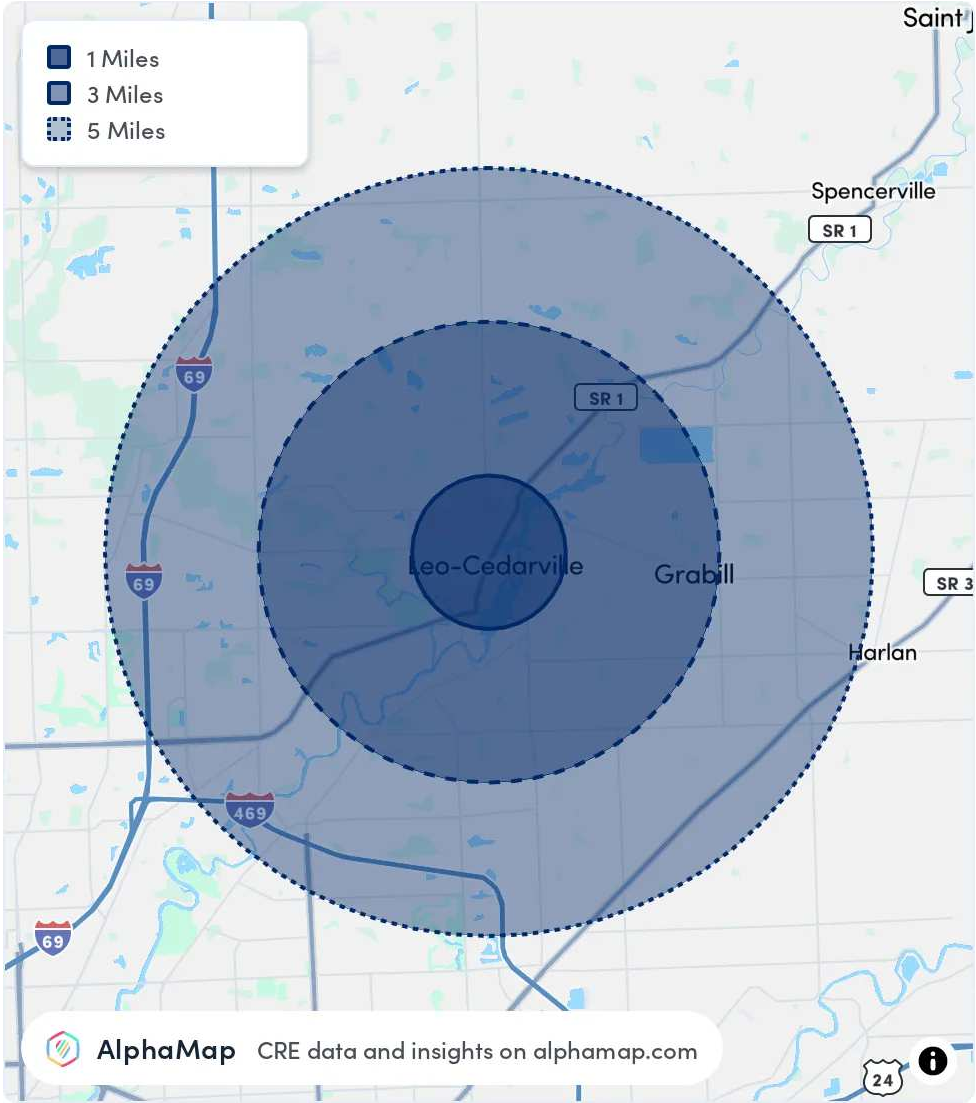 Saint J
1 Miles
3 Miles
5 Miles
Spencerville
SR 1
69
SR 1
Leo-Cedarville
Grabill
69
SR 3
Harlan
469
69
AlphaMap CRE data and insights on alphamap.com
24